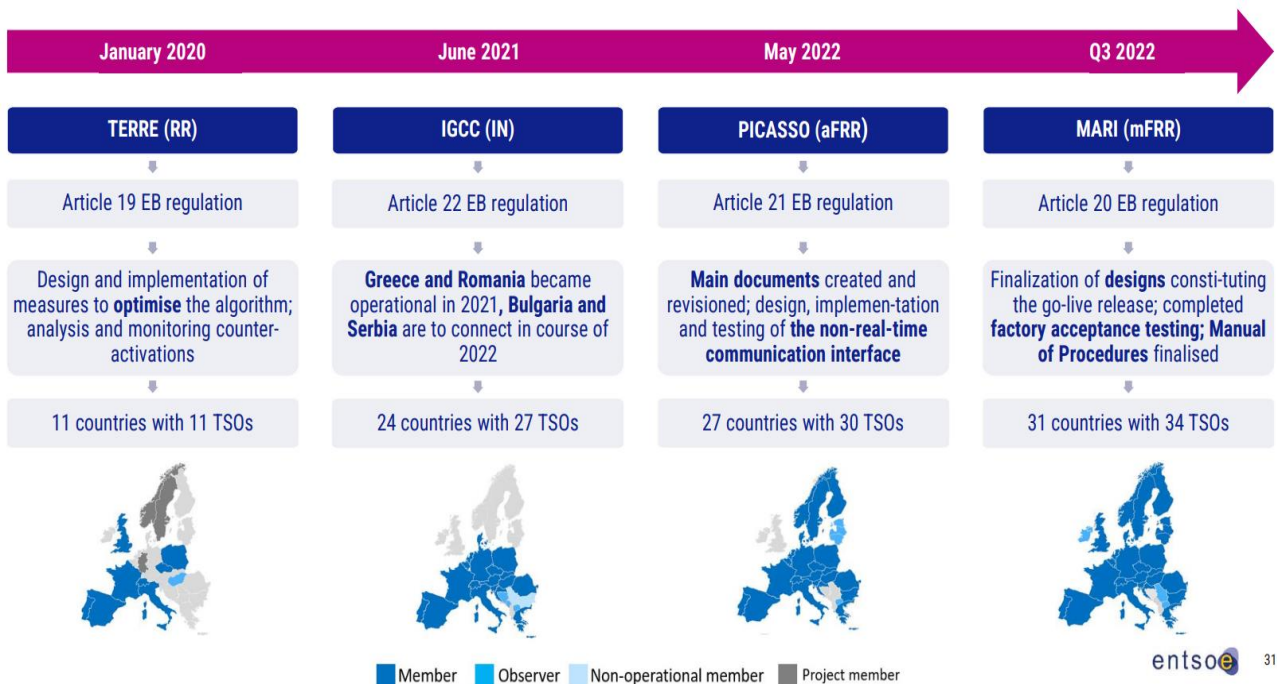 January 2020
June 2021
May 2022
Q3 2022
TERRE (RR)
IGCC (IN)
PICASSO (aFRR)
MARI (mFRR)
Article 19 EB regulation
Article 22 EB regulation
Article 21 EB regulation
Article 20 EB regulation
Design and implementation of
measures to optimise the algorithm;
analysis and monitoring counter-
activations
Greece and Romania became
operational in 2021, Bulgaria and
Serbia are to connect in course of
2022
Main documents created and
revisioned; design, implemen-tation
and testing of the non-real-time
communication interface
Finalization of designs consti-tuting
the go-live release; completed
factory acceptance testing; Manual
of Procedures finalised
11 countries with 11 TSOs
24 countries with 27 TSOs
27 countries with 30 TSOs
31 countries with 34 TSOs
Member
Observer
Non-operational member
Project member
entsoe
31